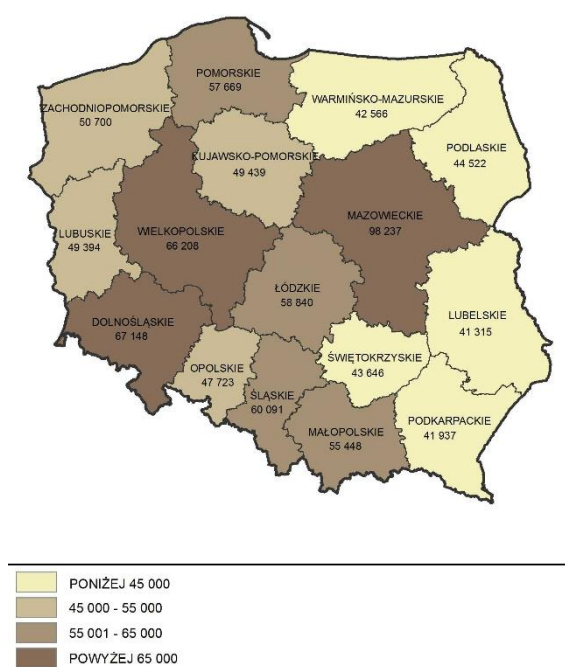 POMORSKIE
57 669
ZACHODNIOPOMORSKIE
50 700
WARMIŃSKO-MAZURSKIE
42 566
PODLASKIE
44 522
KUJAWSKO-POMORSKIE
49 439
MAZOWIECKIE
98 237
LUBUSKIE
49 394
WIELKOPOLSKIE
66 208
ŁÓDZKIE
58 840
LUBELSKIE
41 315
DOLNOŚLĄSKIE
67 148
OPOLSKIE
47 723
ŚLĄSKIE
60 091
ŚWIĘTOKRZYSKIE
43 646
MAŁOPOLSKIE
55 448
PODKARPACKIE
41 937
PONIŻEJ 45 000
45 000 - 55 000
55 001 - 65 000
POWYŻEJ 65 000